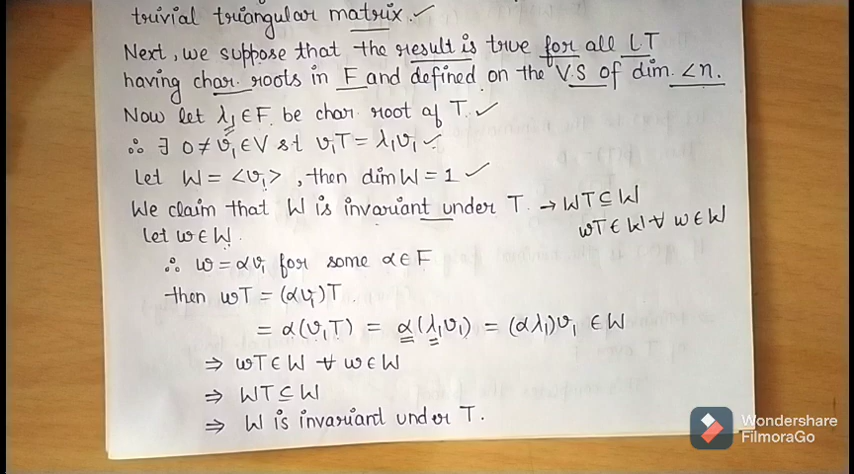 trivial triangular matrix. ✓
Next, we suppose that the result is true for all LT
having char. roots in F and defined on the V.S of dim. <n.
Now let λ₁ ∈ F be char root of T. ✓
∴ ∃ 0 ≠ v₁ ∈ V st v₁T = λ₁v₁ ✓
Let W = <v₁>, then dim W = 1 ✓
We claim that W is invariant under T. → WT ⊆ W
wT ∈ W ∀ w ∈ W
Let w ∈ W.
∴ w = αv₁ for some α ∈ F
then wT = (αv₁)T
= α(v₁T) = α(λ₁v₁) = (αλ₁)v₁ ∈ W
⇒ wT ∈ W ∀ w ∈ W
⇒ WT ⊆ W
⇒ W is invariant under T.
Wondershare
FilmoraGo